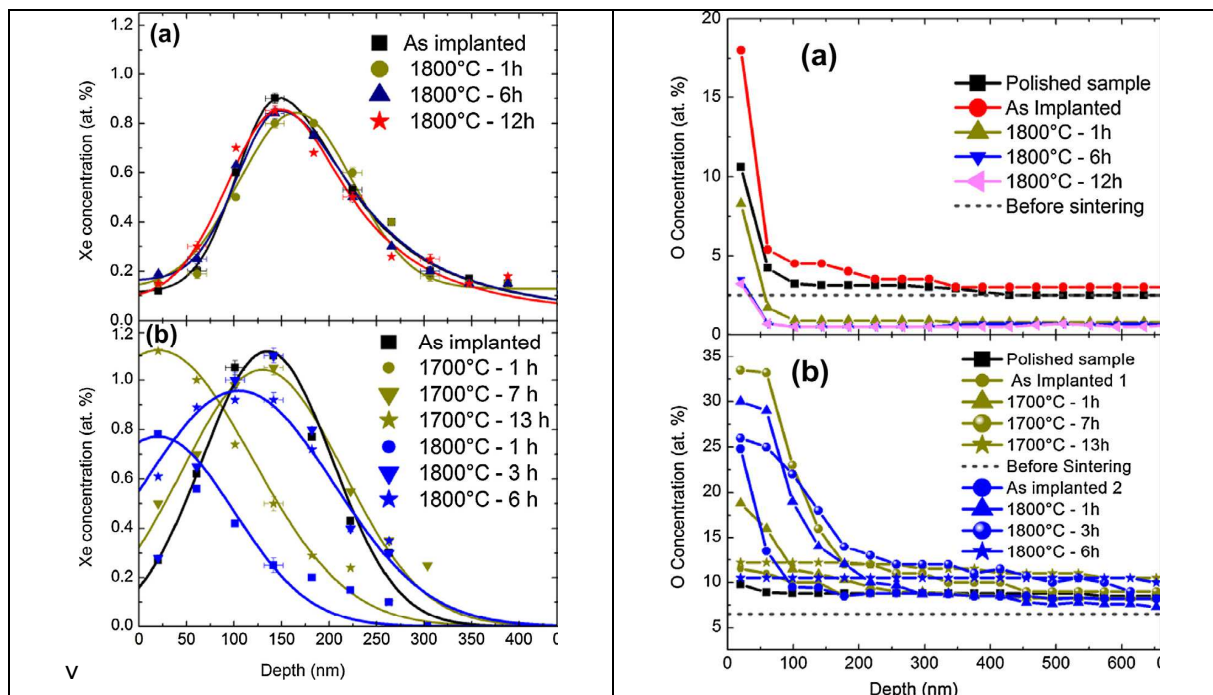 (a)
As implanted
1800°C - 1h
1800°C - 6h
1800°C - 12h
Xe concentration (at. %)
1.2
1.0
0.8
0.6
0.4
0.2
0.0
(b)
As implanted
1700°C - 1 h
1700°C - 7 h
1700°C - 13 h
1800°C - 1 h
1800°C - 3 h
1800°C - 6 h
Xe concentration (at. %)
1.2
1.0
0.8
0.6
0.4
0.2
0.0
0 50 100 150 200 250 300 350 400
Depth (nm)
v
(a)
Polished sample
As Implanted
1800°C - 1h
1800°C - 6h
1800°C - 12h
Before sintering
O Concentration (at. %)
20
15
10
5
0
(b)
Polished sample
As Implanted 1
1700°C - 1h
1700°C - 7h
1700°C - 13h
Before Sintering
As implanted 2
1800°C - 1h
1800°C - 3h
1800°C - 6h
O Concentration (at. %)
35
30
25
20
15
10
5
0 100 200 300 400 500 600
Depth (nm)